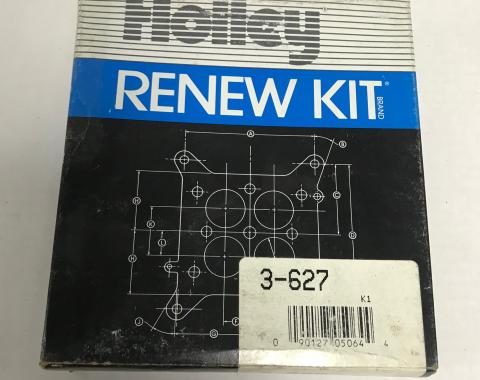 Holley®
RENEW KIT®
BRAND
A
B
H
C
K
D
L
H
F
J
G
3-627
K1
0 90127 05064 4